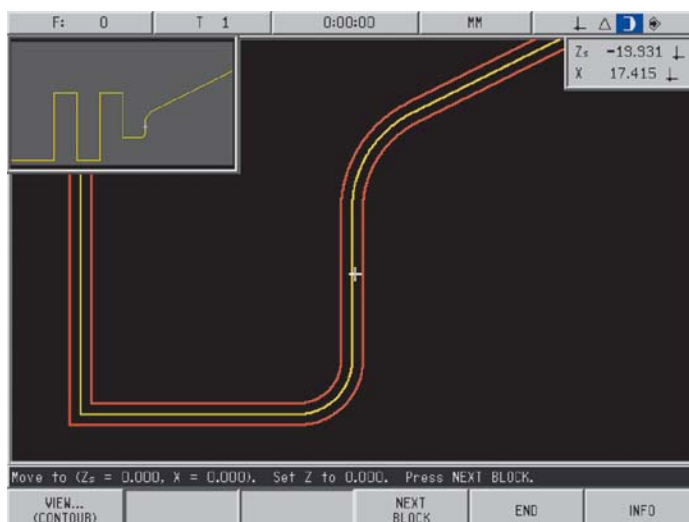 F: 0 T 1 0:00:00 MM
Zs -19.931
X 17.415
Move to (Zs = 0.000, X = 0.000). Set Z to 0.000. Press NEXT BLOCK.
VIEW...
(CONTOUR)
NEXT
BLOCK
END
INFO